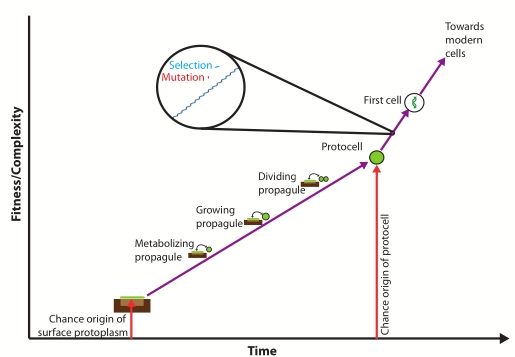 Towards
modern
cells
Selection
Mutation
First cell
Protocell
Dividing
propagule
Growing
propagule
Metabolizing
propagule
Chance origin of
surface protoplasm
Chance origin of protocell
Fitness/Complexity
Time